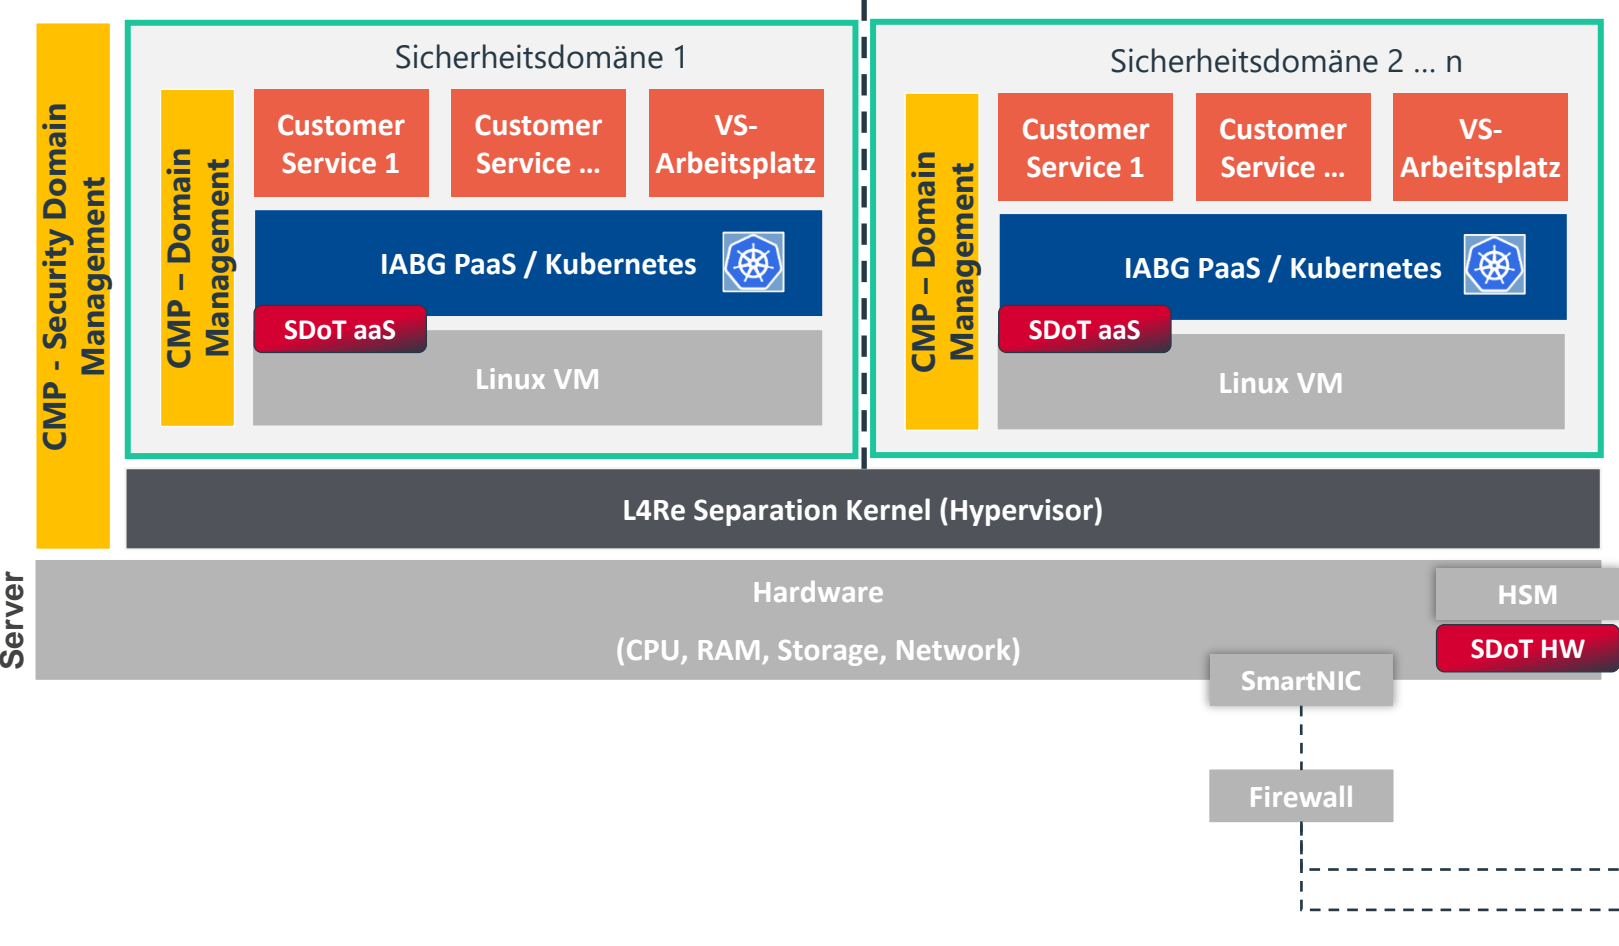 CMP - Security Domain
Management
Sicherheitsdomäne 1
CMP – Domain
Management
Customer
Service 1
Customer
Service ...
VS-
Arbeitsplatz
IABG PaaS / Kubernetes
SDoT aaS
Linux VM
Sicherheitsdomäne 2 ... n
CMP – Domain
Management
Customer
Service 1
Customer
Service ...
VS-
Arbeitsplatz
IABG PaaS / Kubernetes
SDoT aaS
Linux VM
L4Re Separation Kernel (Hypervisor)
Server
Hardware
(CPU, RAM, Storage, Network)
HSM
SDoT HW
SmartNIC
Firewall